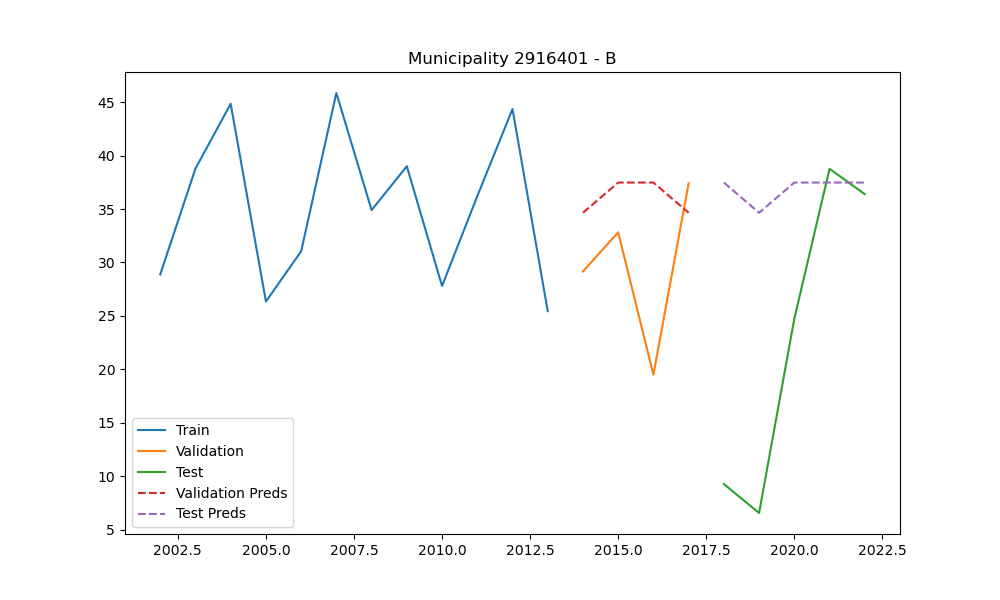 Municipality 2916401 - B
45
40
35
30
25
20
15
10
5
Train
Validation
Test
Validation Preds
Test Preds
2002.5 2005.0 2007.5 2010.0 2012.5 2015.0 2017.5 2020.0 2022.5